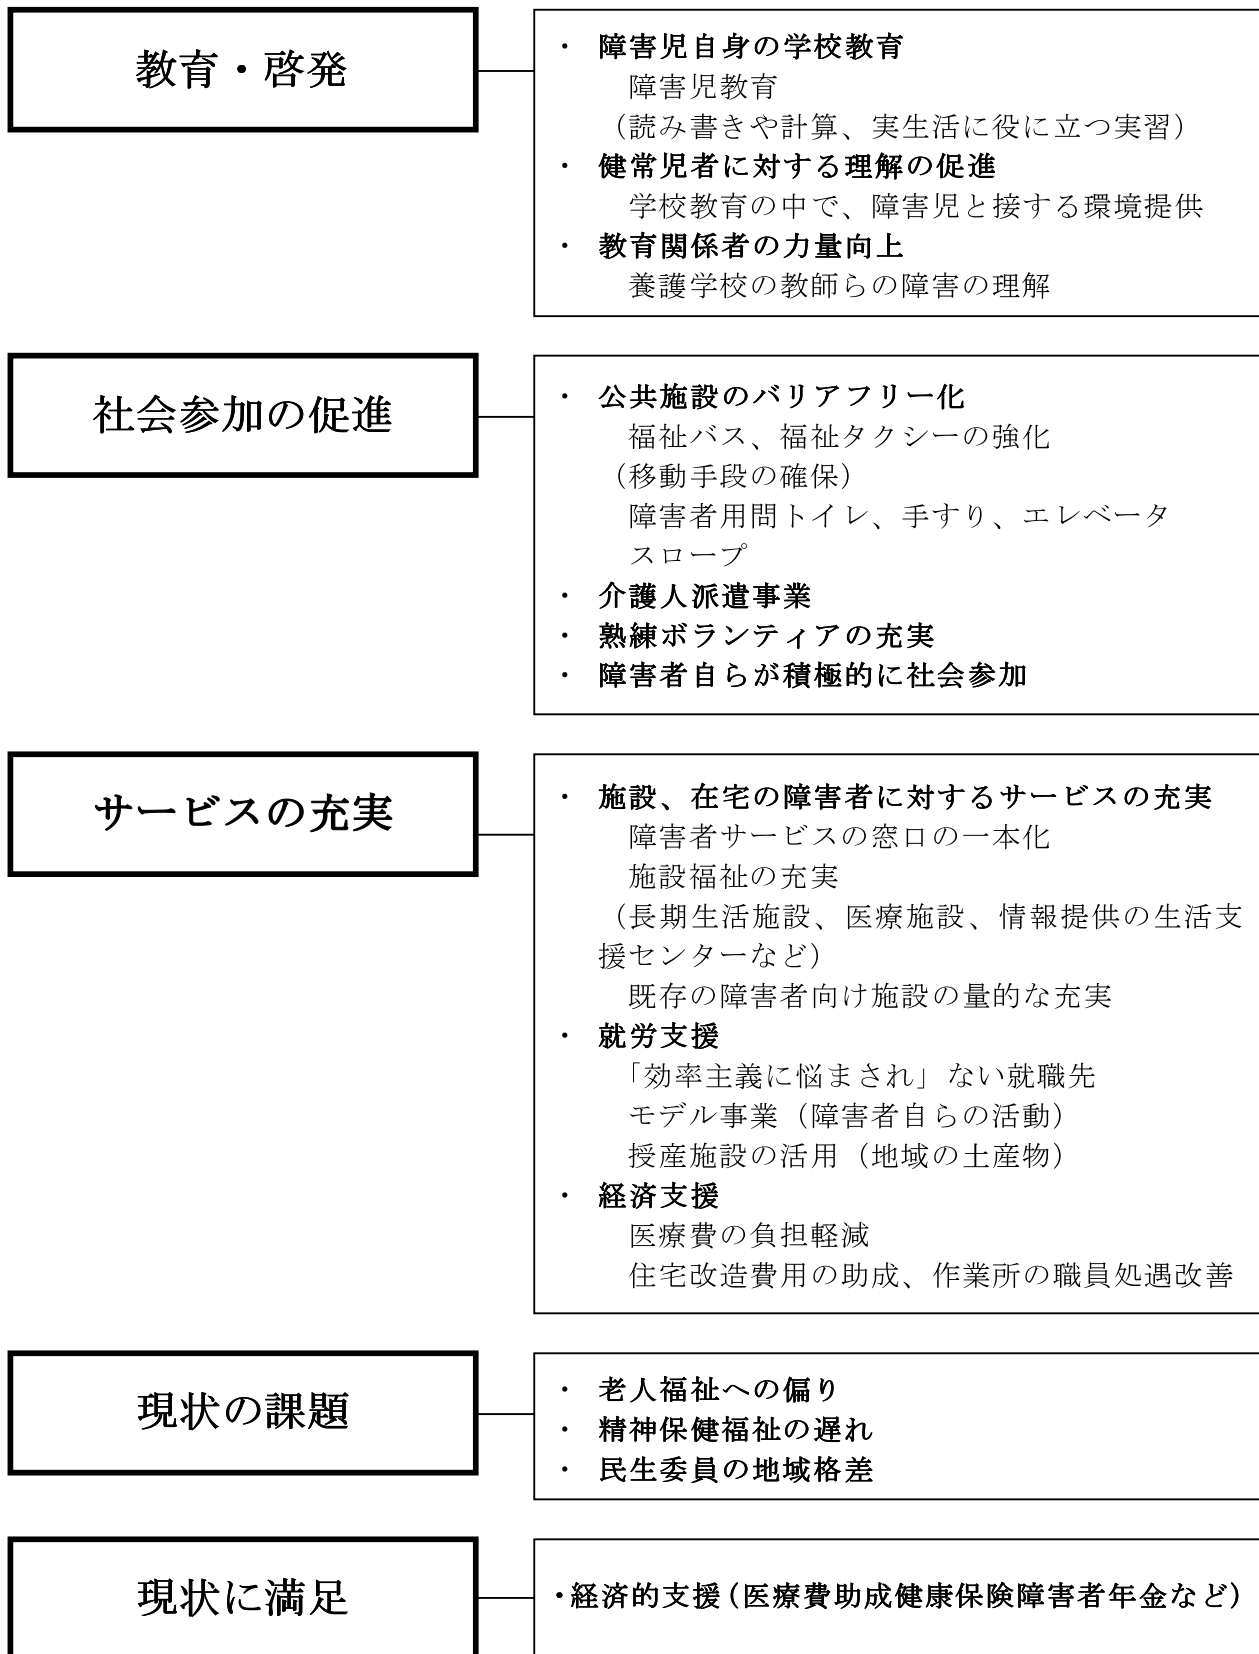 教育・啓発
・ 障害児自身の学校教育
障害児教育
（読み書きや計算、実生活に役に立つ実習）
・ 健常児者に対する理解の促進
学校教育の中で、障害児と接する環境提供
・ 教育関係者の力量向上
養護学校の教師らの障害の理解
社会参加の促進
・ 公共施設のバリアフリー化
福祉バス、福祉タクシーの強化
（移動手段の確保）
障害者用問トイレ、手すり、エレベータ
スロープ
・ 介護人派遣事業
・ 熟練ボランティアの充実
・ 障害者自らが積極的に社会参加
サービスの充実
・ 施設、在宅の障害者に対するサービスの充実
障害者サービスの窓口の一本化
施設福祉の充実
（長期生活施設、医療施設、情報提供の生活支
援センターなど）
既存の障害者向け施設の量的な充実
・ 就労支援
「効率主義に悩まされ」ない就職先
モデル事業（障害者自らの活動）
授産施設の活用（地域の土産物）
・ 経済支援
医療費の負担軽減
住宅改造費用の助成、作業所の職員処遇改善
現状の課題
・ 老人福祉への偏り
・ 精神保健福祉の遅れ
・ 民生委員の地域格差
現状に満足
・経済的支援（医療費助成健康保険障害者年金など）